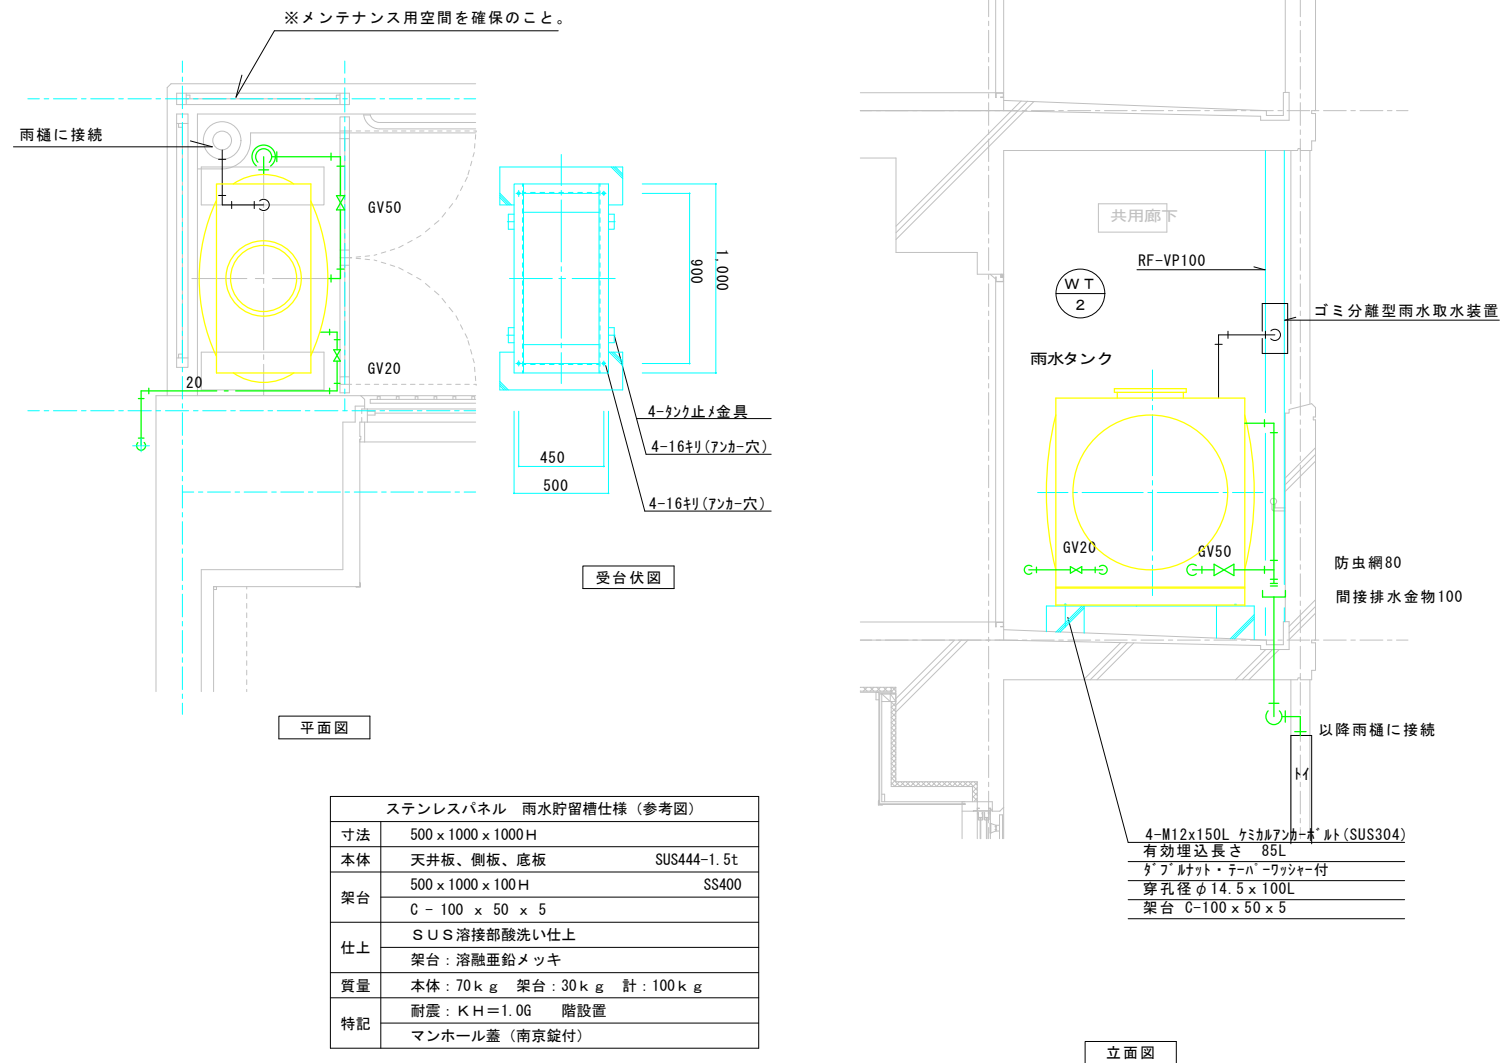 ※メンテナンス用空間を確保のこと。
雨樋に接続
GV50
GV20
20
平面図
900
1,000
450
500
4-ﾀﾝｸ止ﾒ金具
4-16ｷﾘ(ｱﾝｶｰ穴)
4-16ｷﾘ(ｱﾝｶｰ穴)
受台伏図
共用廊下
RF-VP100
WT
2
ゴミ分離型雨水取水装置
雨水タンク
GV20
GV50
防虫網80
間接排水金物100
以降雨樋に接続
ﾄｲ
4-M12x150L ｹﾐｶﾙｱﾝｶｰﾎﾞﾙﾄ(SUS304)
有効埋込長さ 85L
ﾀﾞﾌﾞﾙﾅｯﾄ・ﾃｰﾊﾟｰﾜｯｼｬｰ付
穿孔径φ14.5x100L
架台 C-100x50x5
立面図
ステンレスパネル 雨水貯留槽仕様（参考図）
寸法 500x1000x1000H
本体 天井板、側板、底板 SUS444-1.5t
架台 500x1000x100H SS400
C - 100 x 50 x 5
仕上 ＳＵＳ溶接部酸洗い仕上
架台：溶融亜鉛メッキ
質量 本体：70ｋｇ 架台：30ｋｇ 計：100ｋｇ
特記 耐震：ＫＨ＝1.0G 階設置
マンホール蓋（南京錠付）